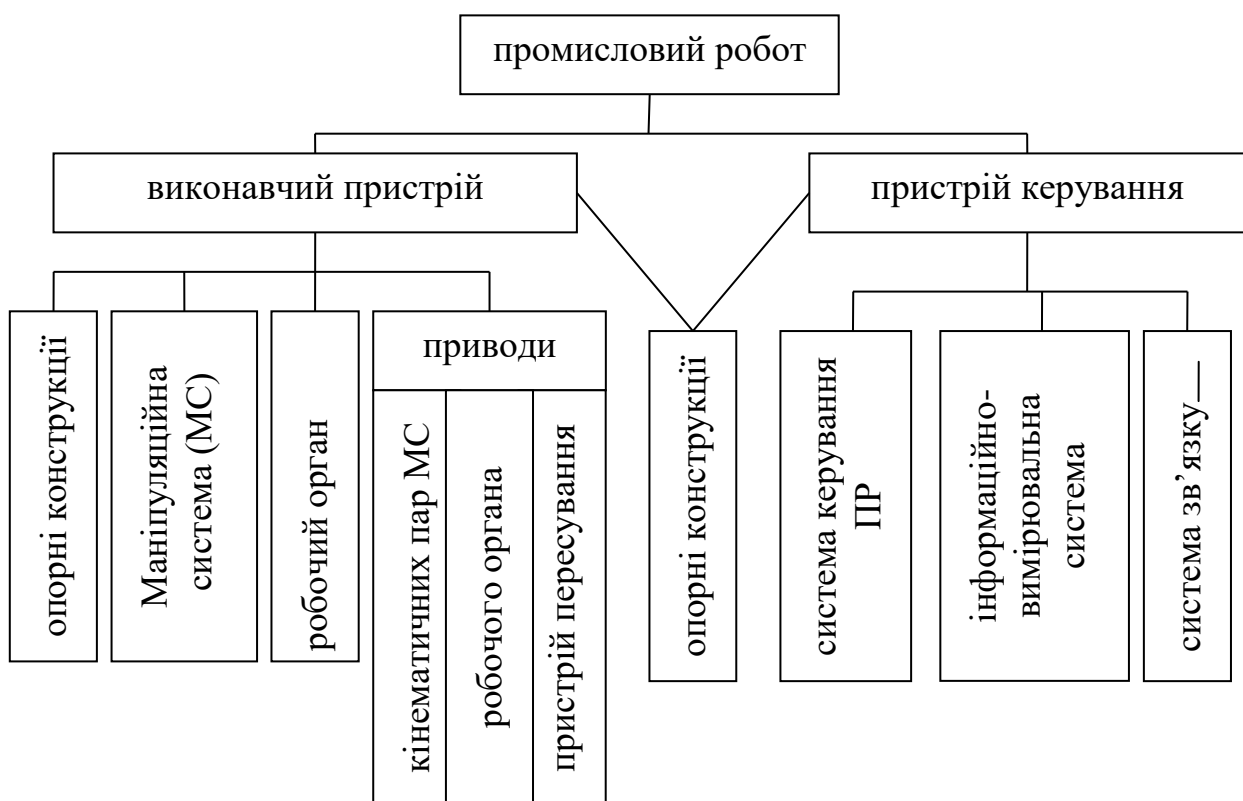 промисловий робот
виконавчий пристрій
пристрій керування
опорні конструкції
Маніпуляційна
система (МС)
робочий орган
приводи
кінематичних пар МС
робочого органа
пристрій пересування
опорні конструкції
система керування
ПР
інформаційно-
вимірювальна
система
система зв’язку